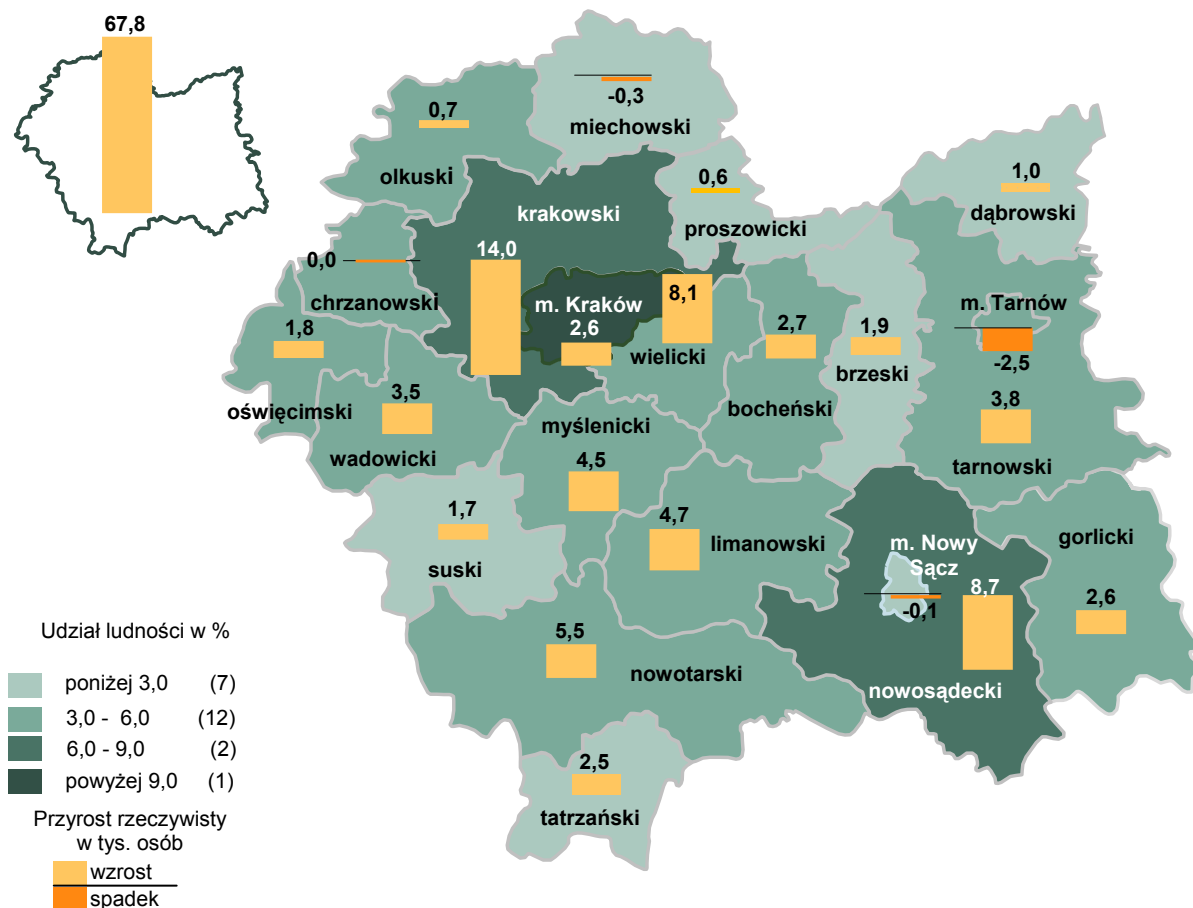 67,8
-0,3
miechowski
0,7
olkuski
krakowski
0,6
proszowicki
1,0
dąbrowski
0,0
chrzanowski
14,0
m. Kraków
2,6
8,1
wielicki
2,7
bocheński
1,9
brzeski
m. Tarnów
-2,5
3,8
tarnowski
1,8
oświęcimski
3,5
wadowicki
myślenicki
4,5
4,7
limanowski
1,7
suski
m. Nowy
Sącz
-0,1
8,7
nowosądecki
gorlicki
2,6
5,5
nowotarski
2,5
tatrzański
Udział ludności w %
poniżej 3,0 (7)
3,0 - 6,0 (12)
6,0 - 9,0 (2)
powyżej 9,0 (1)
Przyrost rzeczywisty
w tys. osób
wzrost
spadek